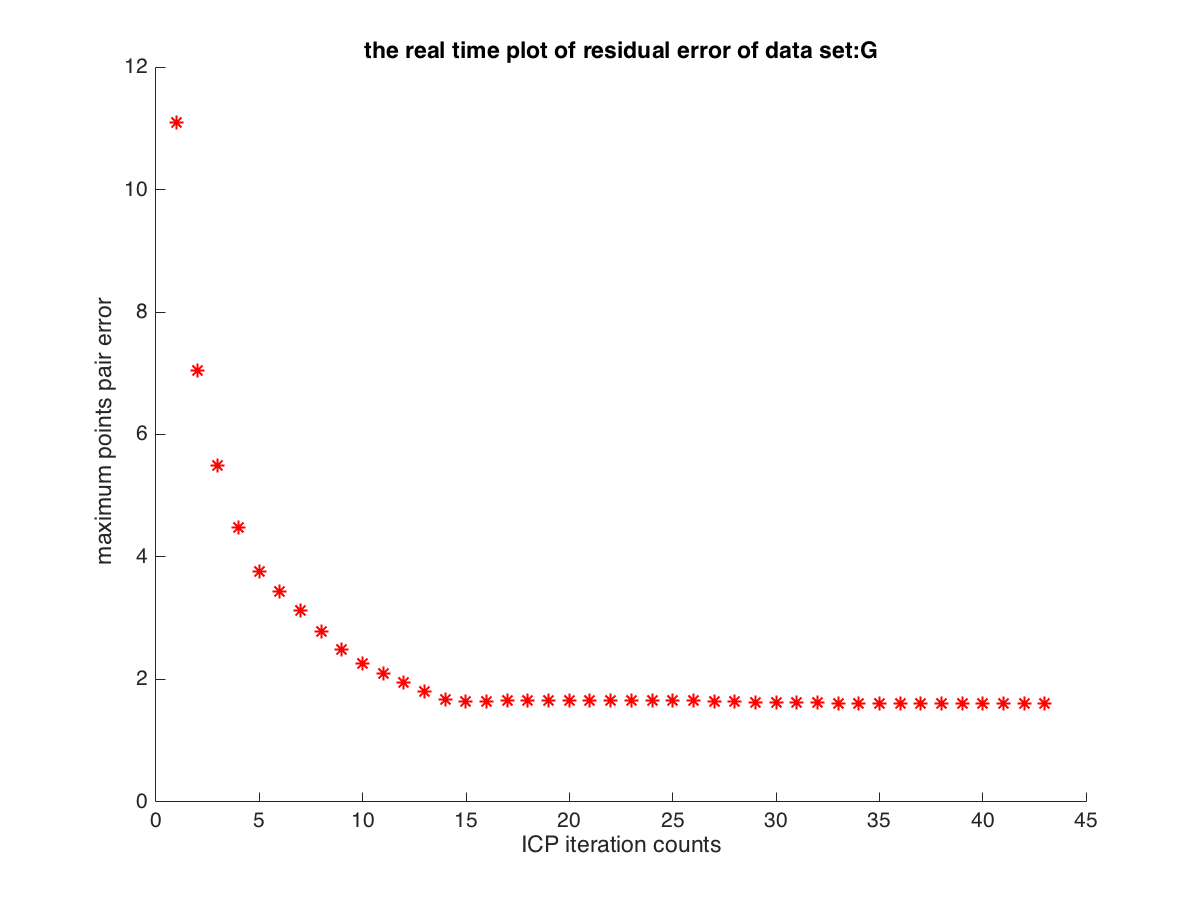 the real time plot of residual error of data set:G
12
10
8
6
4
2
0
maximum points pair error
0 5 10 15 20 25 30 35 40 45
ICP iteration counts